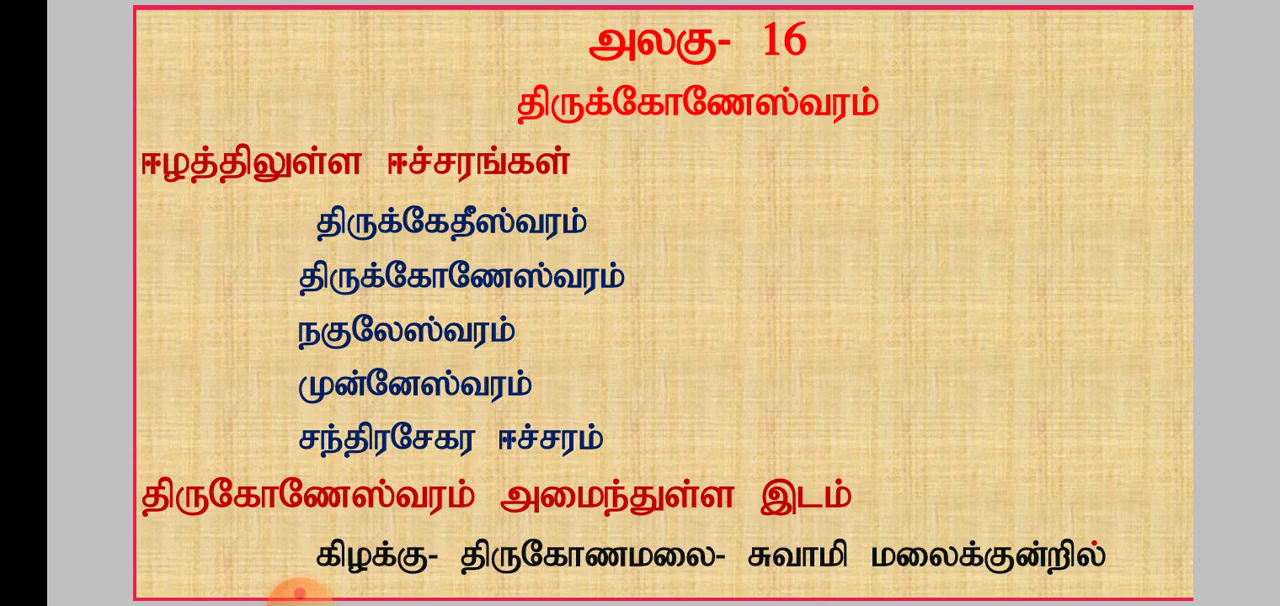 அலகு- 16
திருக்கோணேஸ்வரம்
ஈழத்திலுள்ள ஈச்சரங்கள்
திருக்கேதீஸ்வரம்
திருக்கோணேஸ்வரம்
நகுலேஸ்வரம்
முன்னேஸ்வரம்
சந்திரசேகர ஈச்சரம்
திருகோணேஸ்வரம் அமைந்துள்ள இடம்
கிழக்கு- திருகோணமலை- சுவாமி மலைக்குன்றில்